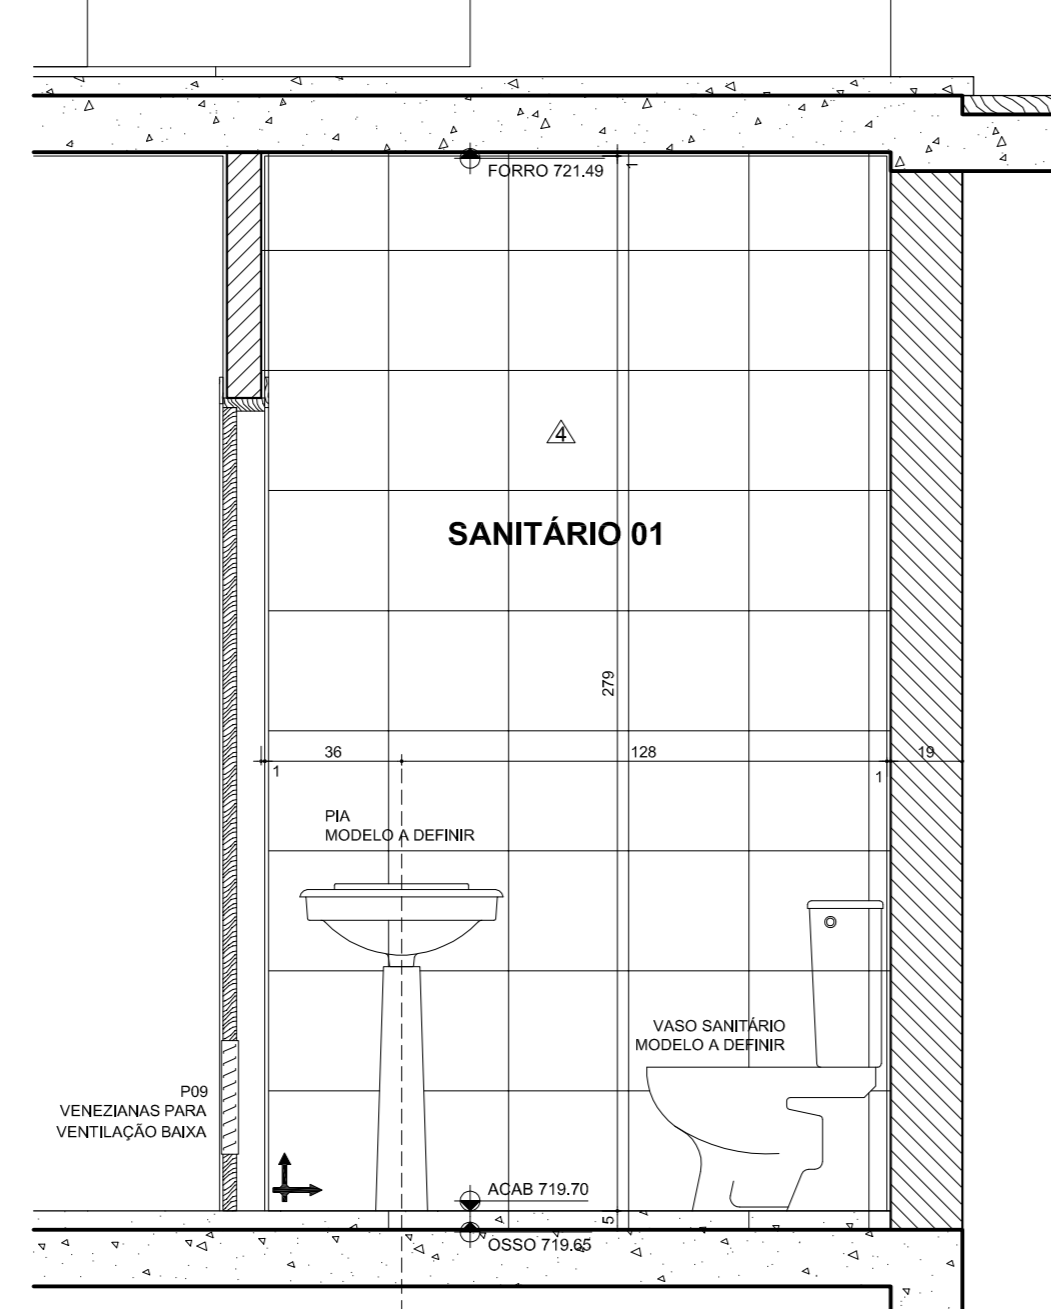 FORRO 721.49
1
4
SANITÁRIO 01
279
36
128
19
1
1
PIA
MODELO A DEFINIR
VASO SANITÁRIO
MODELO A DEFINIR
P09
VENEZIANAS PARA
VENTILAÇÃO BAIXA
ACAB 719.70
5
OSSO 719.65